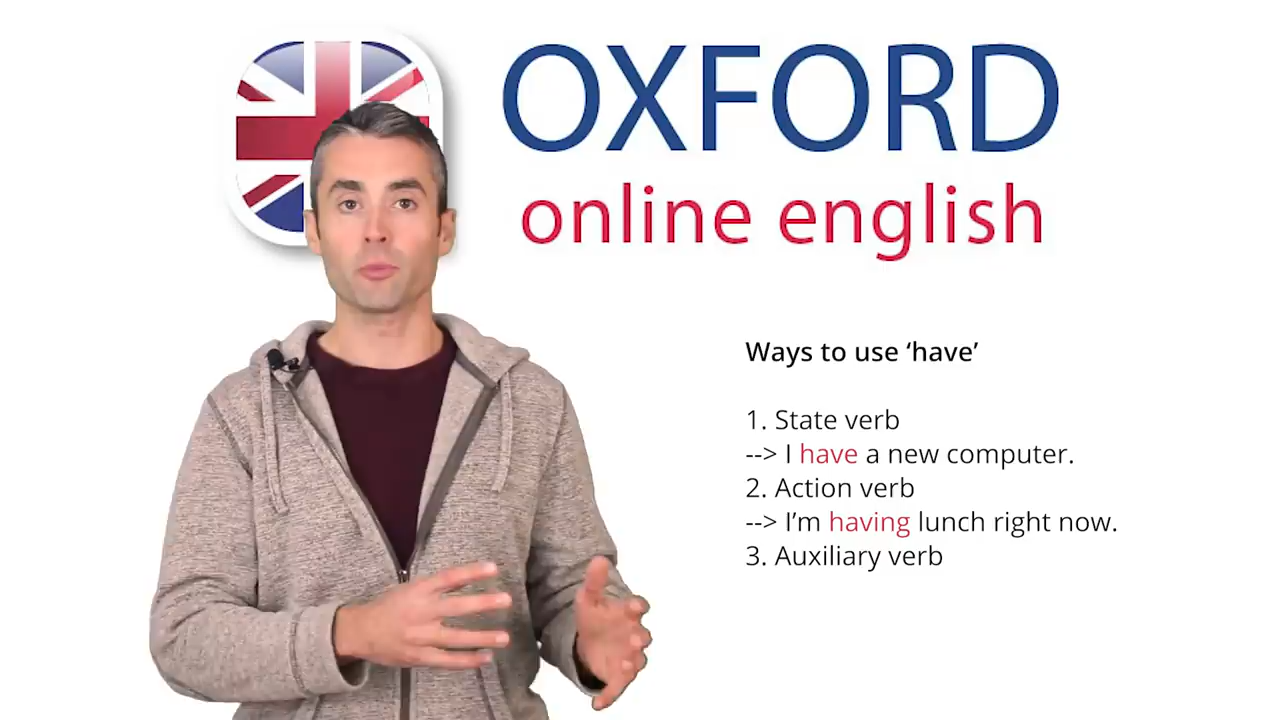 OXFORD
online english
Ways to use ‘have’
1. State verb
--> I have a new computer.
2. Action verb
--> I’m having lunch right now.
3. Auxiliary verb